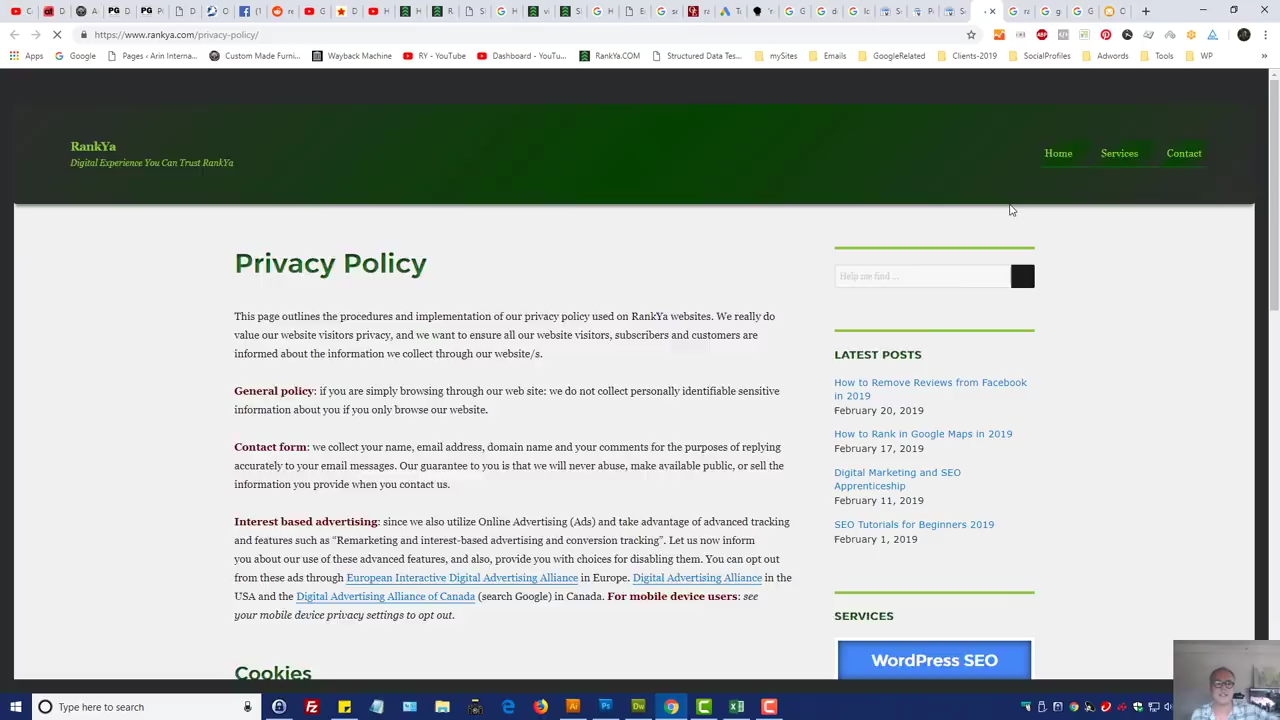 https://www.rankya.com/privacy-policy/
Apps
Google
Pages ‹ Arin Interna...
Custom Made Furni...
Wayback Machine
RY - YouTube
Dashboard - YouTu...
RankYa.COM
Structured Data Tes...
mySites
Emails
GoogleRelated
Clients-2019
SocialProfiles
Adwords
Tools
WP
RankYa
Digital Experience You Can Trust RankYa
Home
Services
Contact
Privacy Policy
This page outlines the procedures and implementation of our privacy policy used on RankYa websites. We really do
value our website visitors privacy, and we want to ensure all our website visitors, subscribers and customers are
informed about the information we collect through our website/s.
General policy: if you are simply browsing through our web site: we do not collect personally identifiable sensitive
information about you if you only browse our website.
Contact form: we collect your name, email address, domain name and your comments for the purposes of replying
accurately to your email messages. Our guarantee to you is that we will never abuse, make available public, or sell the
information you provide when you contact us.
Interest based advertising: since we also utilize Online Advertising (Ads) and take advantage of advanced tracking
and features such as “Remarketing and interest-based advertising and conversion tracking”. Let us now inform
you about our use of these advanced features, and also, provide you with choices for disabling them. You can opt out
from these ads through European Interactive Digital Advertising Alliance in Europe. Digital Advertising Alliance in the
USA and the Digital Advertising Alliance of Canada (search Google) in Canada. For mobile device users: see
your mobile device privacy settings to opt out.
Cookies
Help me find ...
LATEST POSTS
How to Remove Reviews from Facebook
in 2019
February 20, 2019
How to Rank in Google Maps in 2019
February 17, 2019
Digital Marketing and SEO
Apprenticeship
February 11, 2019
SEO Tutorials for Beginners 2019
February 1, 2019
SERVICES
WordPress SEO
Type here to search